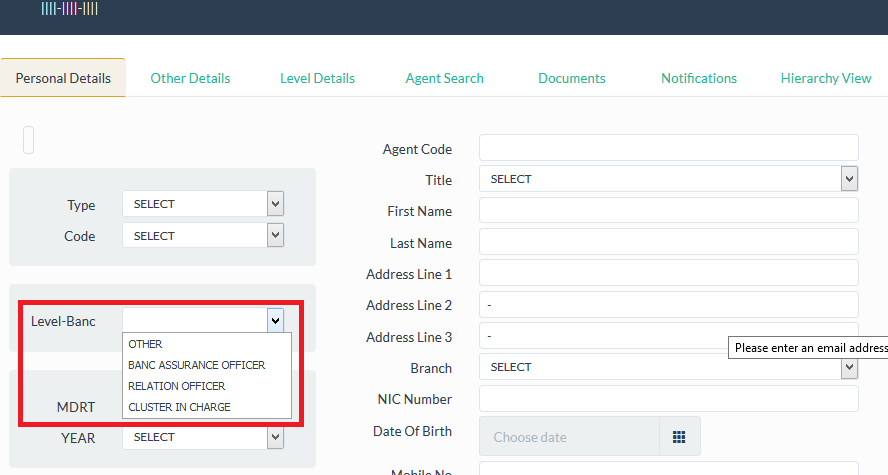 ||||-||||-||||
Personal Details Other Details Level Details Agent Search Documents Notifications Hierarchy View
Type SELECT
Code SELECT
Level-Banc
OTHER
BANC ASSURANCE OFFICER
RELATION OFFICER
CLUSTER IN CHARGE
MDRT
YEAR SELECT
Agent Code
Title SELECT
First Name
Last Name
Address Line 1
Address Line 2 -
Address Line 3 -
Please enter an email address
Branch SELECT
NIC Number
Date Of Birth Choose date
Mobile No